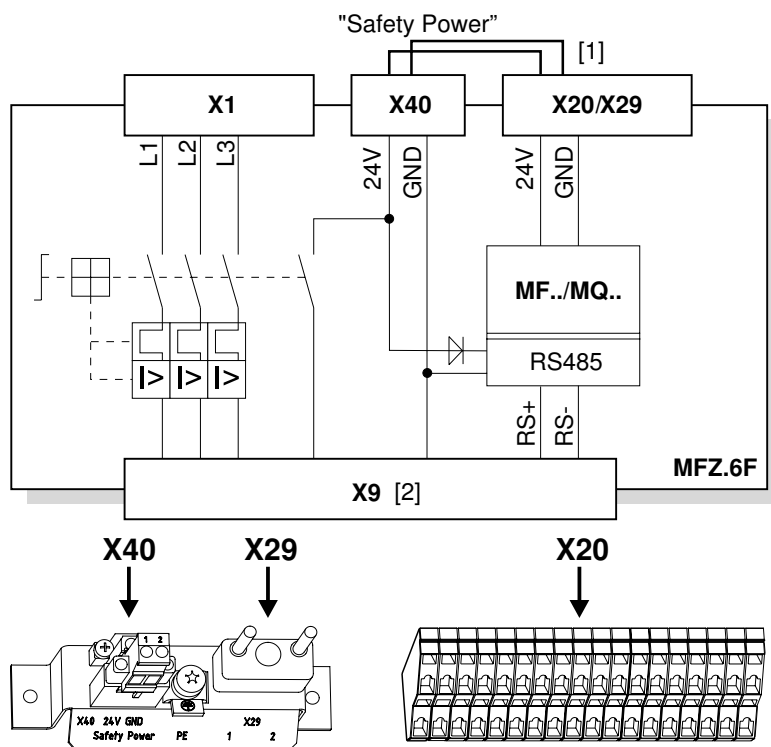 "Safety Power”
[1]
X1
X40
X20/X29
L1
L2
L3
24V
GND
24V
GND
MF../MQ..
I>
I>
I>
RS485
RS+
RS-
MFZ.6F
X9 [2]
X40
X29
X20
1 2
X40 24V GND
X29
Safety Power
PE
1
2